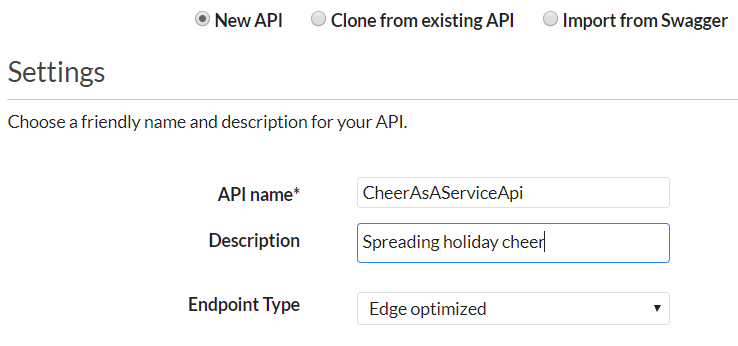 New API Clone from existing API Import from Swagger
Settings
Choose a friendly name and description for your API.
API name* CheerAsAServiceApi
Description Spreading holiday cheer
Endpoint Type Edge optimized